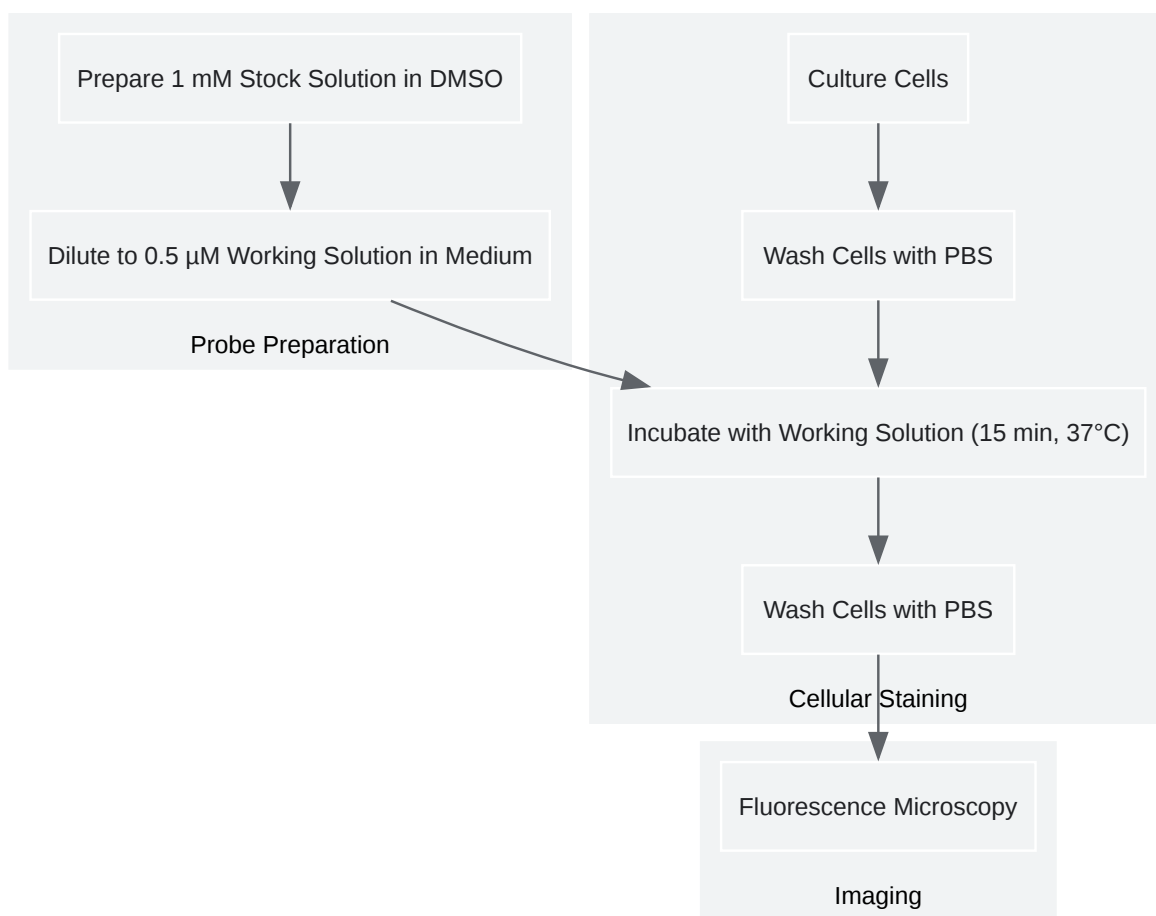 Prepare 1 mM Stock Solution in DMSO
Dilute to 0.5 µM Working Solution in Medium
Probe Preparation
Culture Cells
Wash Cells with PBS
Incubate with Working Solution (15 min, 37°C)
Wash Cells with PBS
Cellular Staining
Fluorescence Microscopy
Imaging